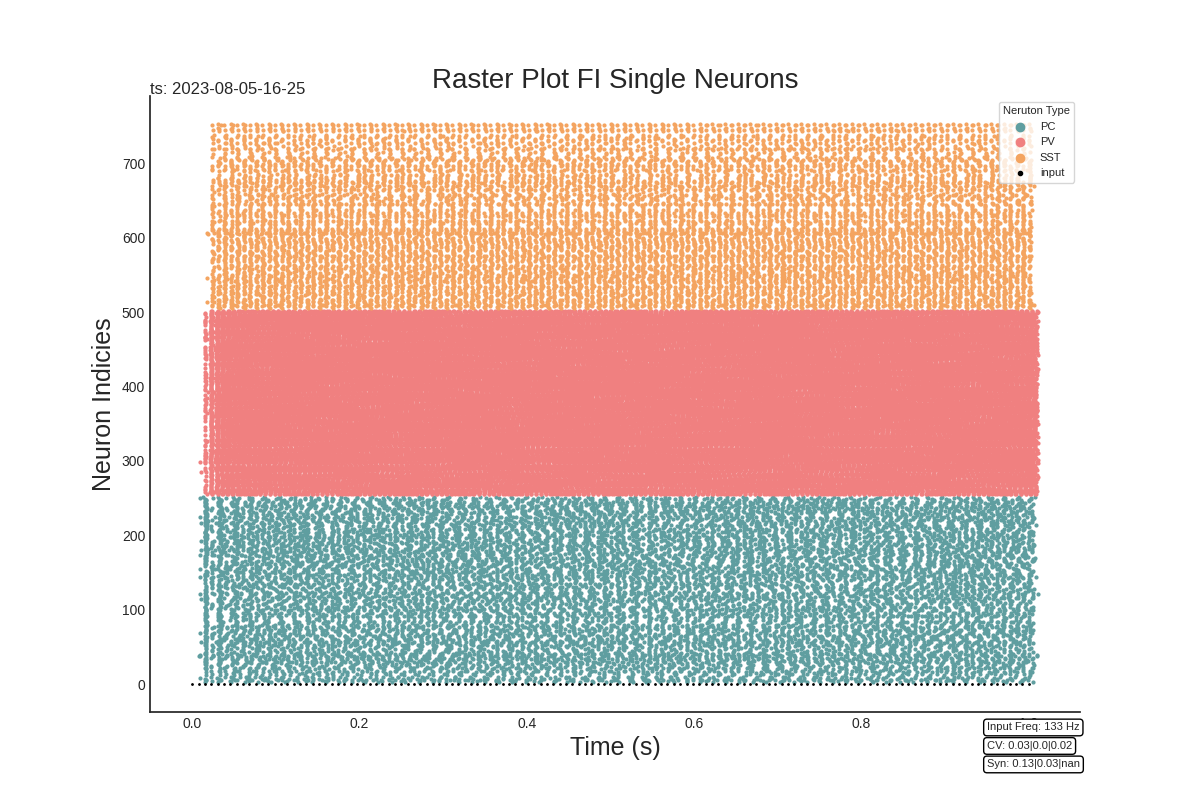 Raster Plot FI Single Neurons
ts: 2023-08-05-16-25
Neruton Type
PC
PV
SST
input
700
600
500
400
300
200
100
0
Neuron Indicies
0.0 0.2 0.4 0.6 0.8
Time (s)
Input Freq: 133 Hz
CV: 0.03|0.0|0.02
Syn: 0.13|0.03|nan